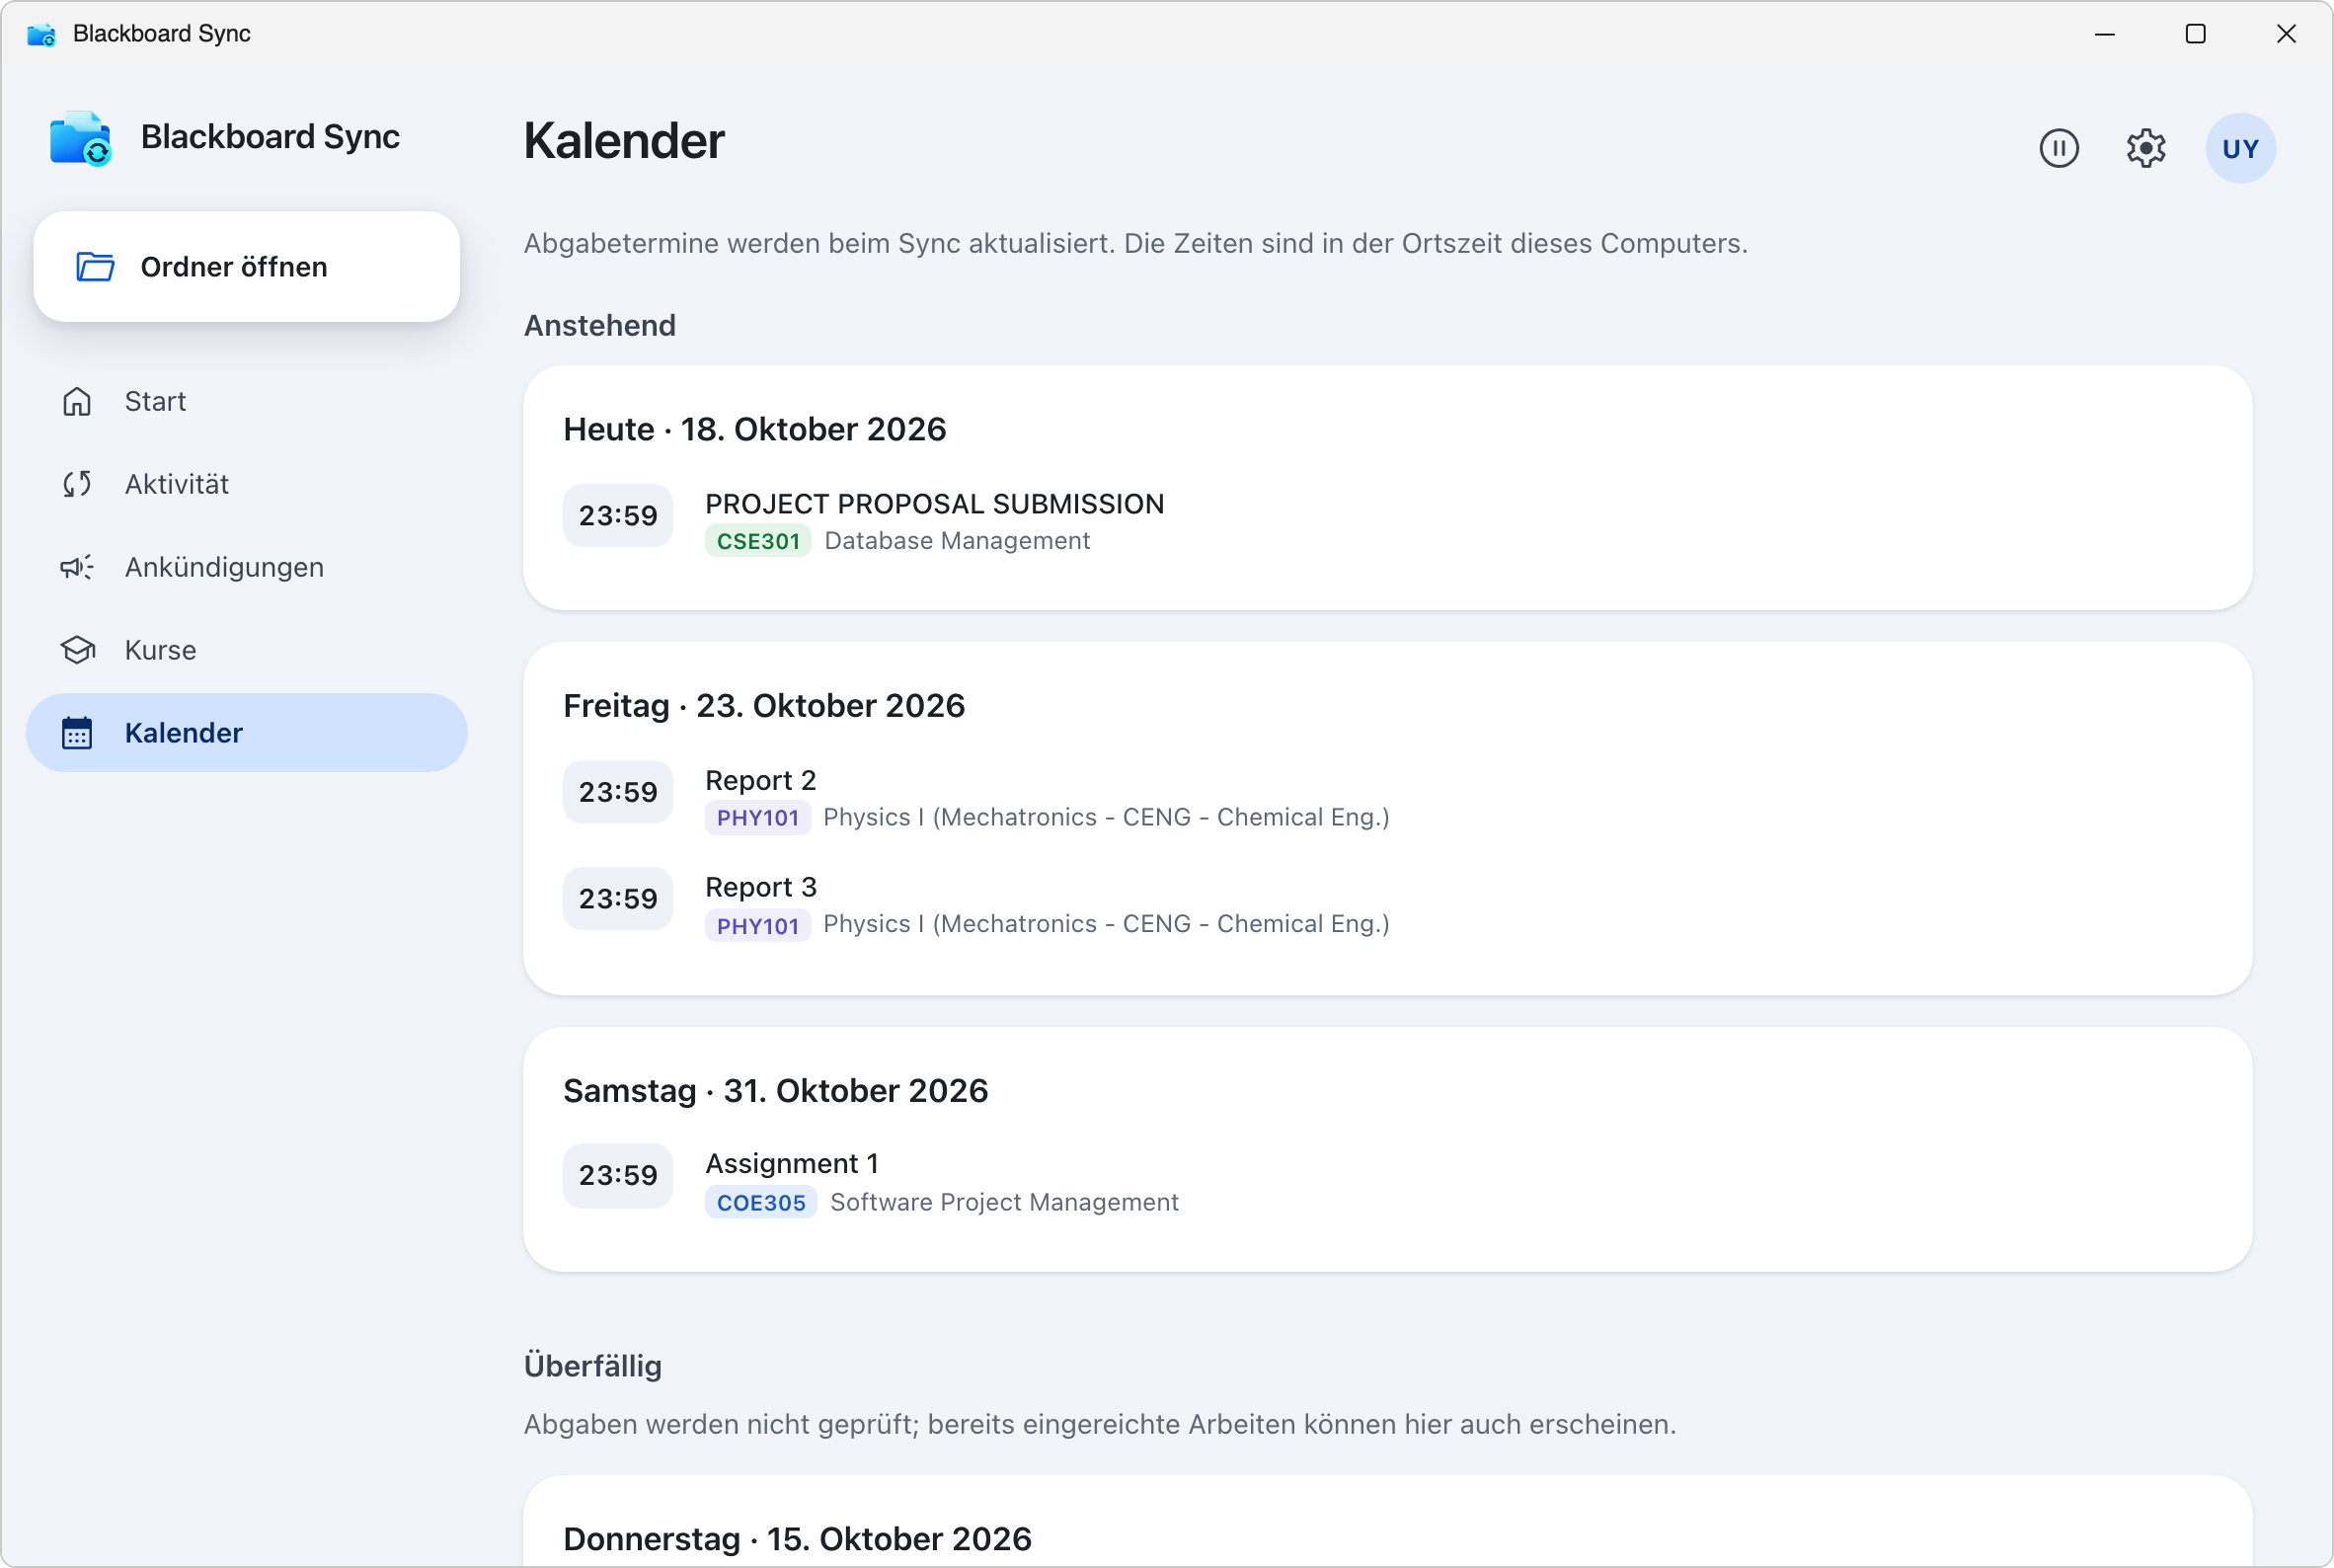 Blackboard Sync
Blackboard Sync
Ordner öffnen
Start
Aktivität
Ankündigungen
Kurse
Kalender
Kalender
UY
Abgabetermine werden beim Sync aktualisiert. Die Zeiten sind in der Ortszeit dieses Computers.
Anstehend
Heute · 18. Oktober 2026
23:59
PROJECT PROPOSAL SUBMISSION
CSE301 Database Management
Freitag · 23. Oktober 2026
23:59
Report 2
PHY101 Physics I (Mechatronics - CENG - Chemical Eng.)
23:59
Report 3
PHY101 Physics I (Mechatronics - CENG - Chemical Eng.)
Samstag · 31. Oktober 2026
23:59
Assignment 1
COE305 Software Project Management
Überfällig
Abgaben werden nicht geprüft; bereits eingereichte Arbeiten können hier auch erscheinen.
Donnerstag · 15. Oktober 2026